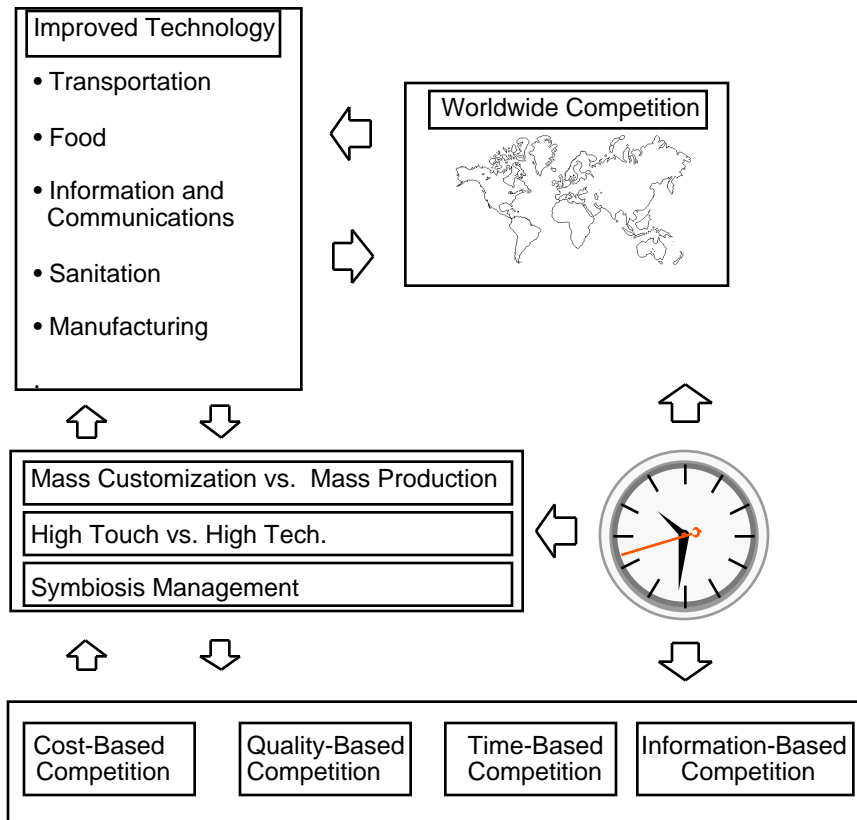 Improved Technology
• Transportation
• Food
• Information and
Communications
• Sanitation
• Manufacturing
.
Worldwide Competition
Mass Customization vs. Mass Production
High Touch vs. High Tech.
Symbiosis Management
Cost-Based
Competition
Quality-Based
Competition
Time-Based
Competition
Information-Based
Competition